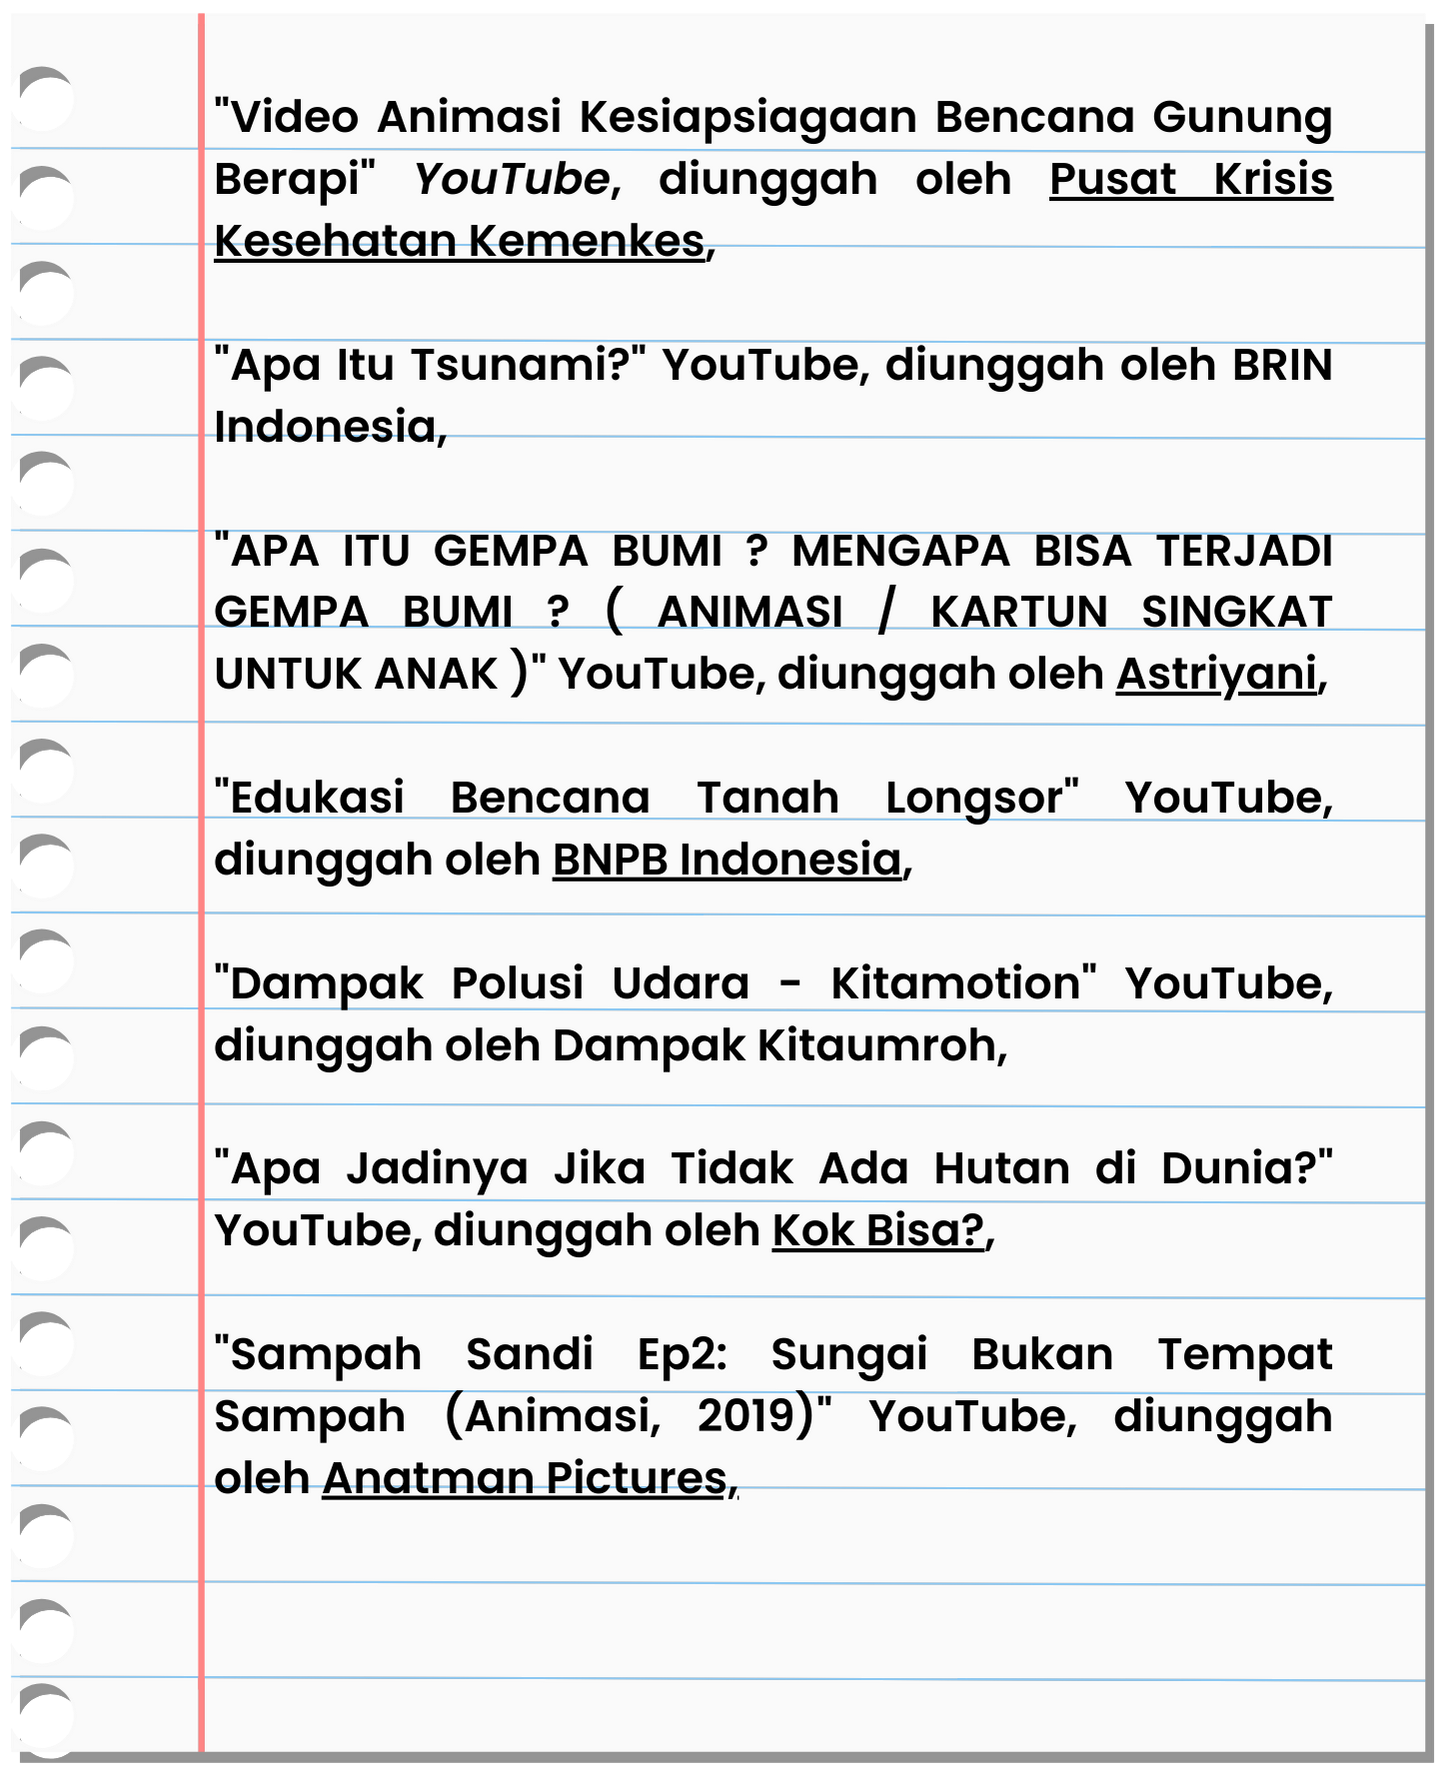 "Video Animasi Kesiapsiagaan Bencana Gunung
Berapi" YouTube, diunggah oleh Pusat Krisis
Kesehatan Kemenkes,
"Apa Itu Tsunami?" YouTube, diunggah oleh BRIN
Indonesia,
"APA ITU GEMPA BUMI ? MENGAPA BISA TERJADI
GEMPA BUMI ? ( ANIMASI / KARTUN SINGKAT
UNTUK ANAK )" YouTube, diunggah oleh Astriyani,
"Edukasi Bencana Tanah Longsor" YouTube,
diunggah oleh BNPB Indonesia,
"Dampak Polusi Udara - Kitamotion" YouTube,
diunggah oleh Dampak Kitaumroh,
"Apa Jadinya Jika Tidak Ada Hutan di Dunia?"
YouTube, diunggah oleh Kok Bisa?,
"Sampah Sandi Ep2: Sungai Bukan Tempat
Sampah (Animasi, 2019)" YouTube, diunggah
oleh Anatman Pictures,